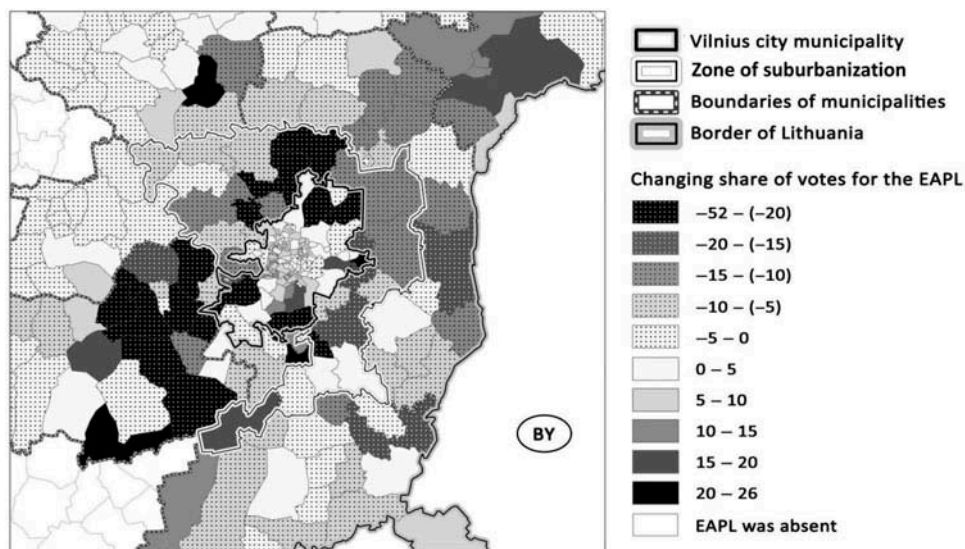 Vilnius city municipality
Zone of suburbanization
Boundaries of municipalities
Border of Lithuania
Changing share of votes for the EAPL
–52 – (–20)
–20 – (–15)
–15 – (–10)
–10 – (–5)
–5 – 0
0 – 5
5 – 10
10 – 15
15 – 20
20 – 26
EAPL was absent
BY